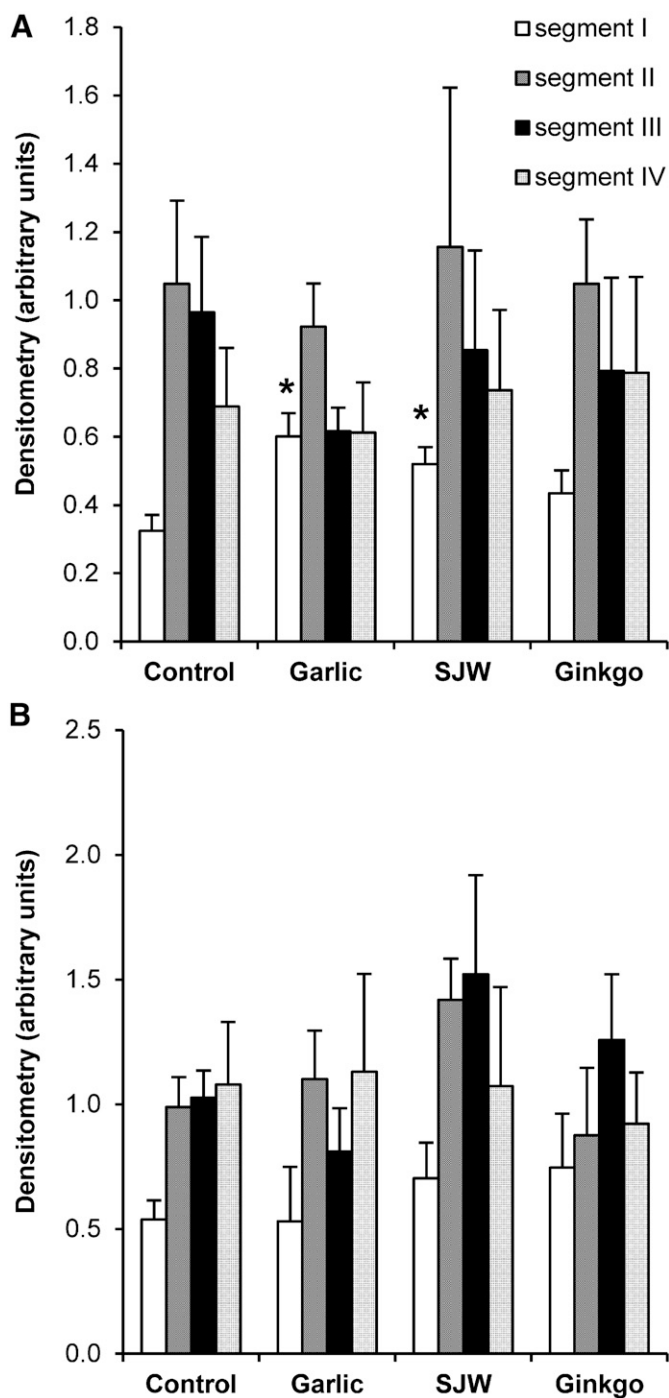 A
segment I
segment II
segment III
segment IV
Densitometry (arbitrary units)
1.8
1.6
1.4
1.2
1.0
0.8
0.6
0.4
0.2
0.0
*
*
Control Garlic SJW Ginkgo
B
Densitometry (arbitrary units)
2.5
2.0
1.5
1.0
0.5
0.0
Control Garlic SJW Ginkgo